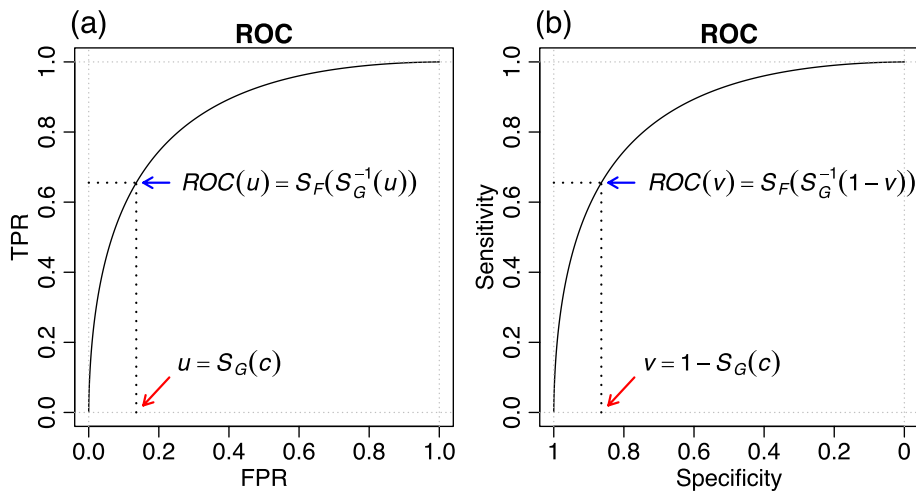 (a)
ROC
TPR
0.0 0.2 0.4 0.6 0.8 1.0
ROC(u) = S_F(S_G^{-1}(u))
u = S_G(c)
0.0 0.2 0.4 0.6 0.8 1.0
FPR
(b)
ROC
Sensitivity
0.0 0.2 0.4 0.6 0.8 1.0
ROC(v) = S_F(S_G^{-1}(1−v))
v = 1 − S_G(c)
1 0.8 0.6 0.4 0.2 0
Specificity